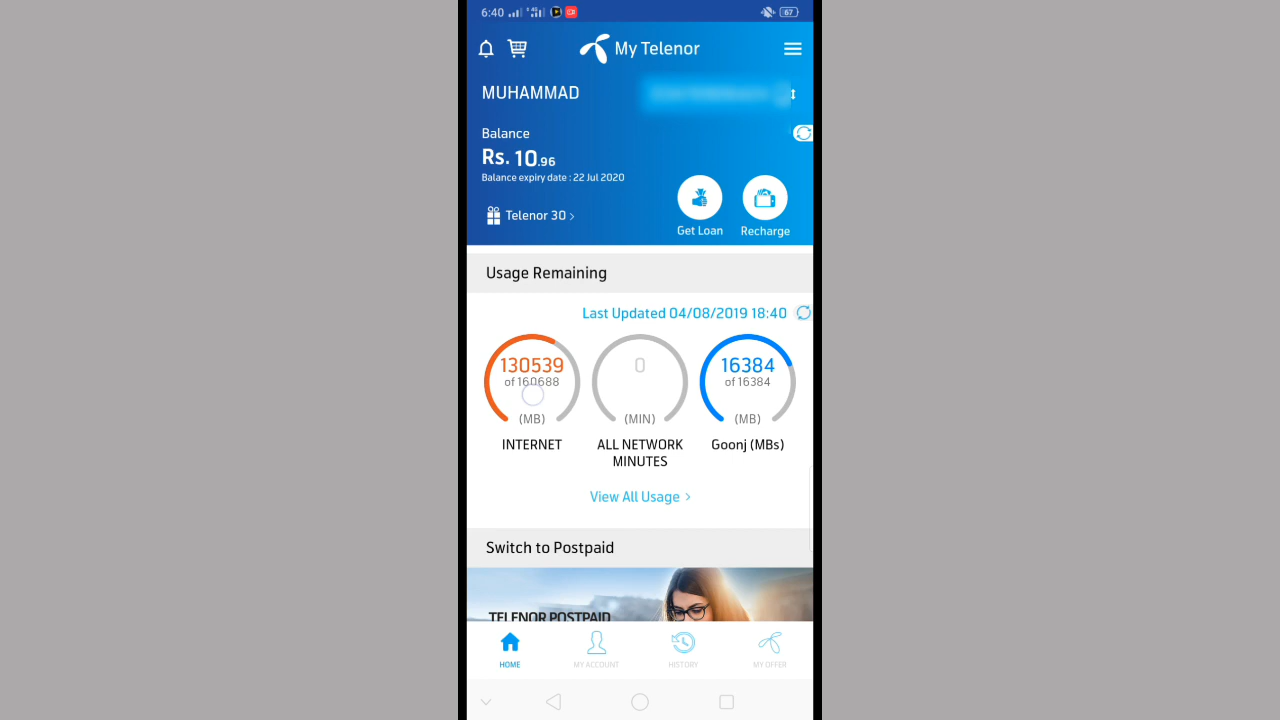 6:40
67
My Telenor
MUHAMMAD
Balance
Rs. 10.96
Balance expiry date : 22 Jul 2020
Telenor 30 >
Get Loan
Recharge
Usage Remaining
Last Updated 04/08/2019 18:40
130539
of 160688
(MB)
INTERNET
0
(MIN)
ALL NETWORK
MINUTES
16384
of 16384
(MB)
Goonj (MBs)
View All Usage >
Switch to Postpaid
TELENOR POSTPAID
HOME
MY ACCOUNT
HISTORY
MY OFFER